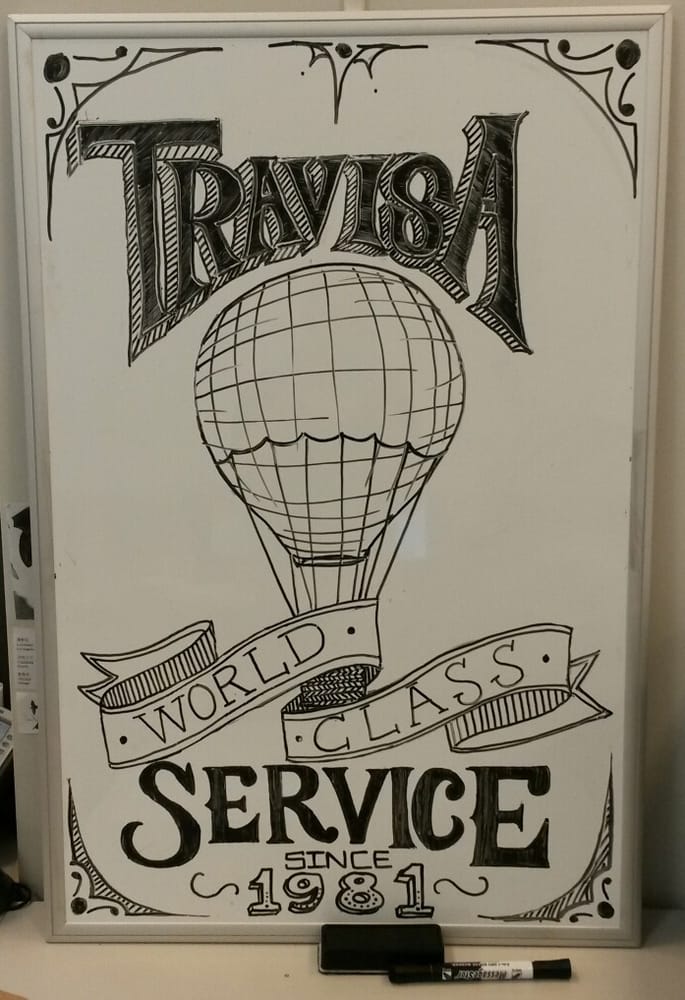 TRAVISA
WORLD CLASS
SERVICE
SINCE
1981